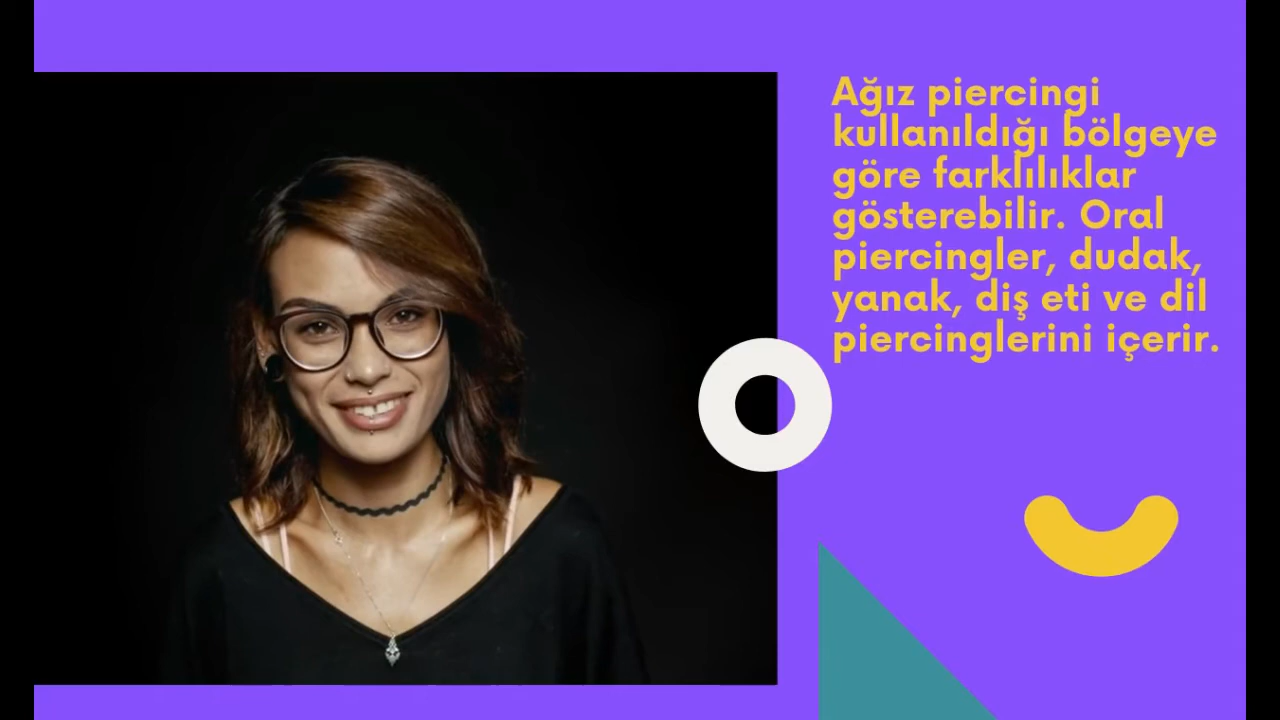 Ağız piercingi
kullanıldığı bölgeye
göre farklılıklar
gösterebilir. Oral
piercingler, dudak,
yanak, diş eti ve dil
piercinglerini içerir.